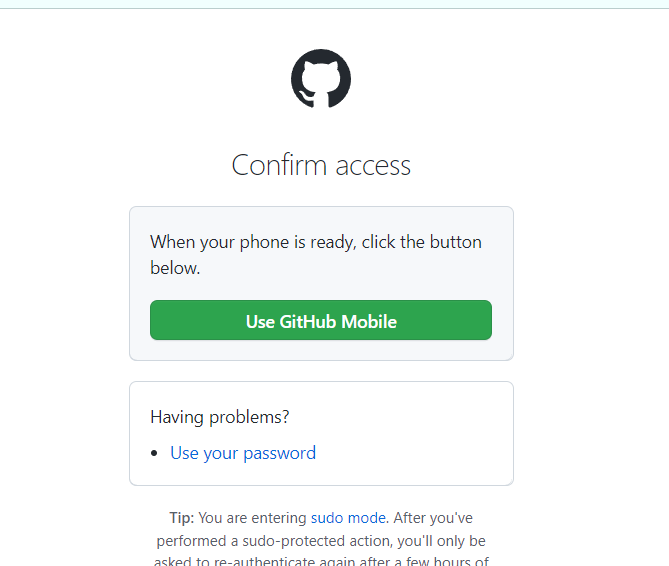 Confirm access
When your phone is ready, click the button
below.
Use GitHub Mobile
Having problems?
Use your password
Tip: You are entering sudo mode. After you've
performed a sudo-protected action, you'll only be
asked to re-authenticate again after a few hours of